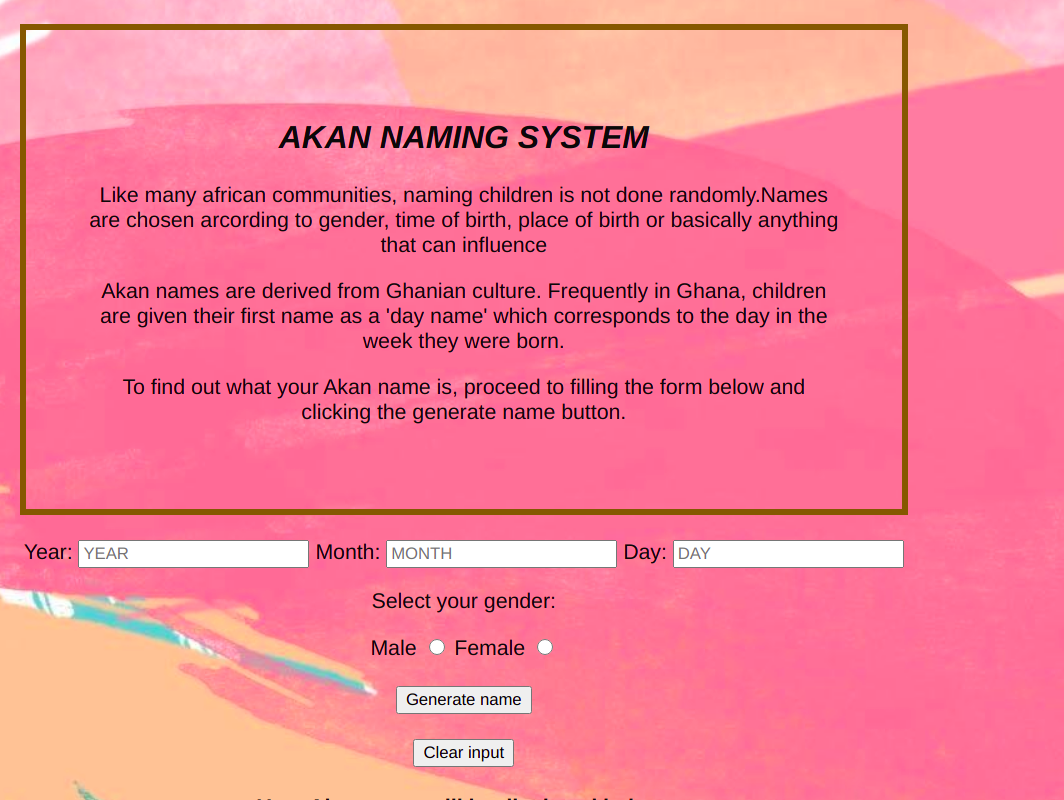 AKAN NAMING SYSTEM
Like many african communities, naming children is not done randomly.Names
are chosen arcording to gender, time of birth, place of birth or basically anything
that can influence
Akan names are derived from Ghanian culture. Frequently in Ghana, children
are given their first name as a 'day name' which corresponds to the day in the
week they were born.
To find out what your Akan name is, proceed to filling the form below and
clicking the generate name button.
Year: YEAR Month: MONTH Day: DAY
Select your gender:
Male Female
Generate name
Clear input